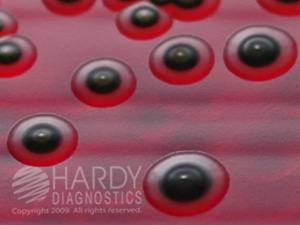 HARDY
DIAGNOSTICS
Copyright 2009 All rights reserved.